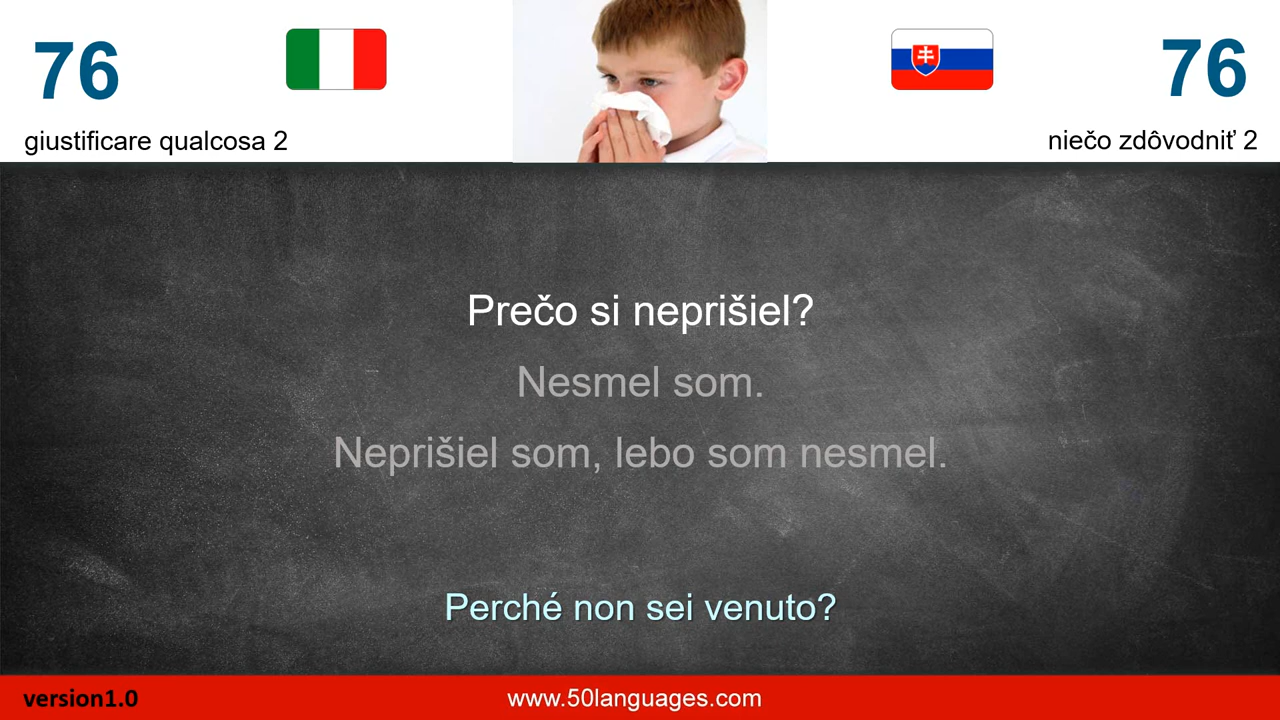 76
76
giustificare qualcosa 2
niečo zdôvodniť 2
Prečo si neprišiel?
Nesmel som.
Neprišiel som, lebo som nesmel.
Perché non sei venuto?
version1.0
www.50languages.com